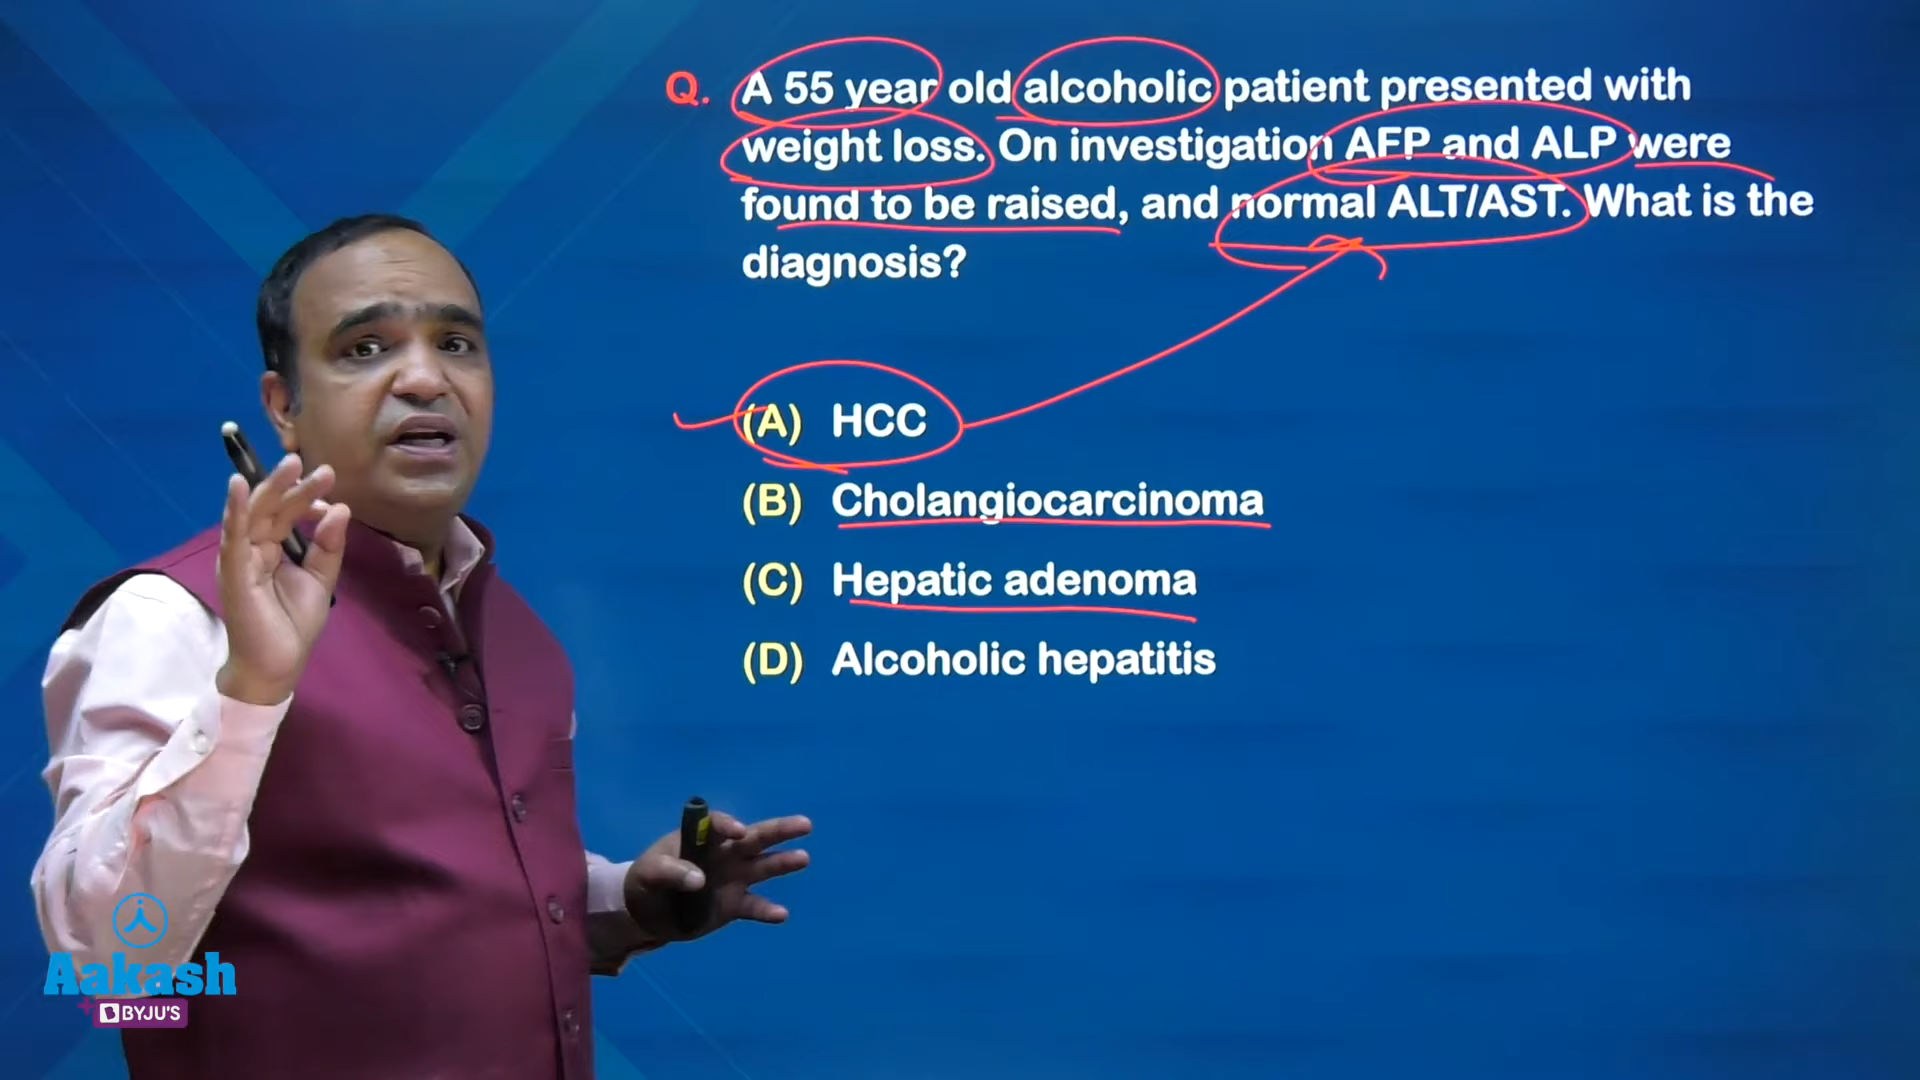 Q. A 55 year old alcoholic patient presented with
weight loss. On investigation AFP and ALP were
found to be raised, and normal ALT/AST. What is the
diagnosis?
(A) HCC
(B) Cholangiocarcinoma
(C) Hepatic adenoma
(D) Alcoholic hepatitis
Aakash
+ BYJU'S